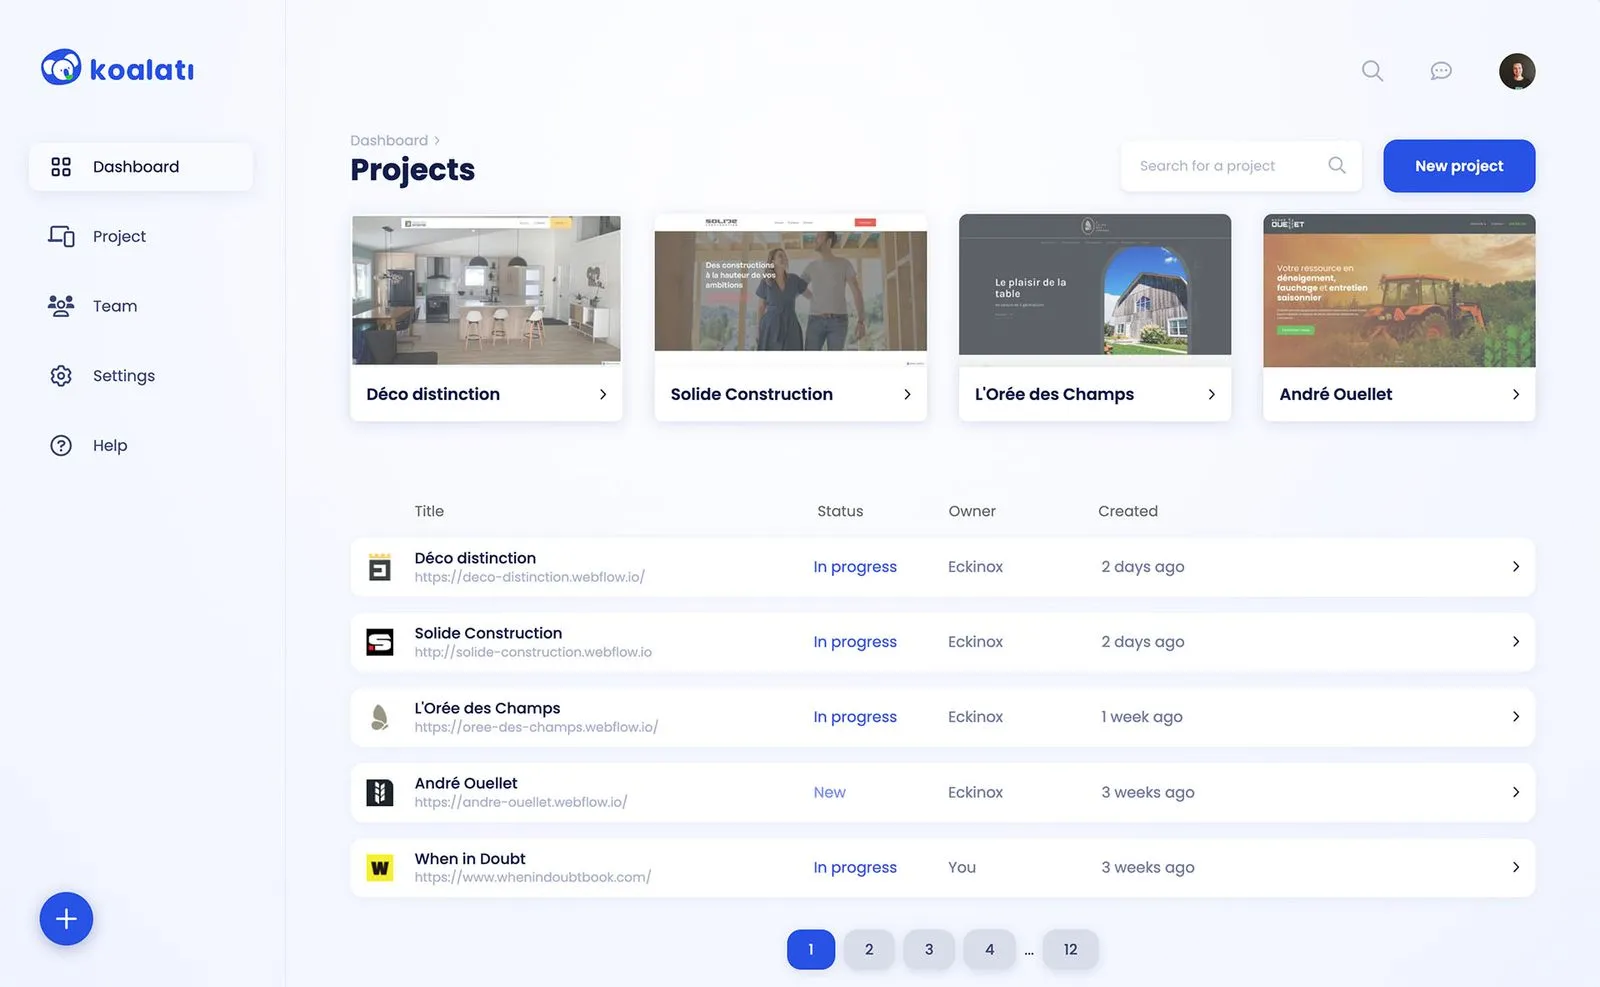 koalati
Dashboard
Project
Team
Settings
Help
Dashboard >
Projects
Search for a project
New project
SOLIDE
Des constructions
à la hauteur de vos
ambitions
Le plaisir de la
table
OUELLET
Votre ressource en
déneigement,
fauchage et entretien
saisonnier
Déco distinction
Solide Construction
L'Orée des Champs
André Ouellet
Title Status Owner Created
Déco distinction
https://deco-distinction.webflow.io/
In progress Eckinox 2 days ago
Solide Construction
http://solide-construction.webflow.io
In progress Eckinox 2 days ago
L'Orée des Champs
https://oree-des-champs.webflow.io/
In progress Eckinox 1 week ago
André Ouellet
https://andre-ouellet.webflow.io/
New Eckinox 3 weeks ago
W
When in Doubt
https://www.whenindoubtbook.com/
In progress You 3 weeks ago
1 2 3 4 ... 12